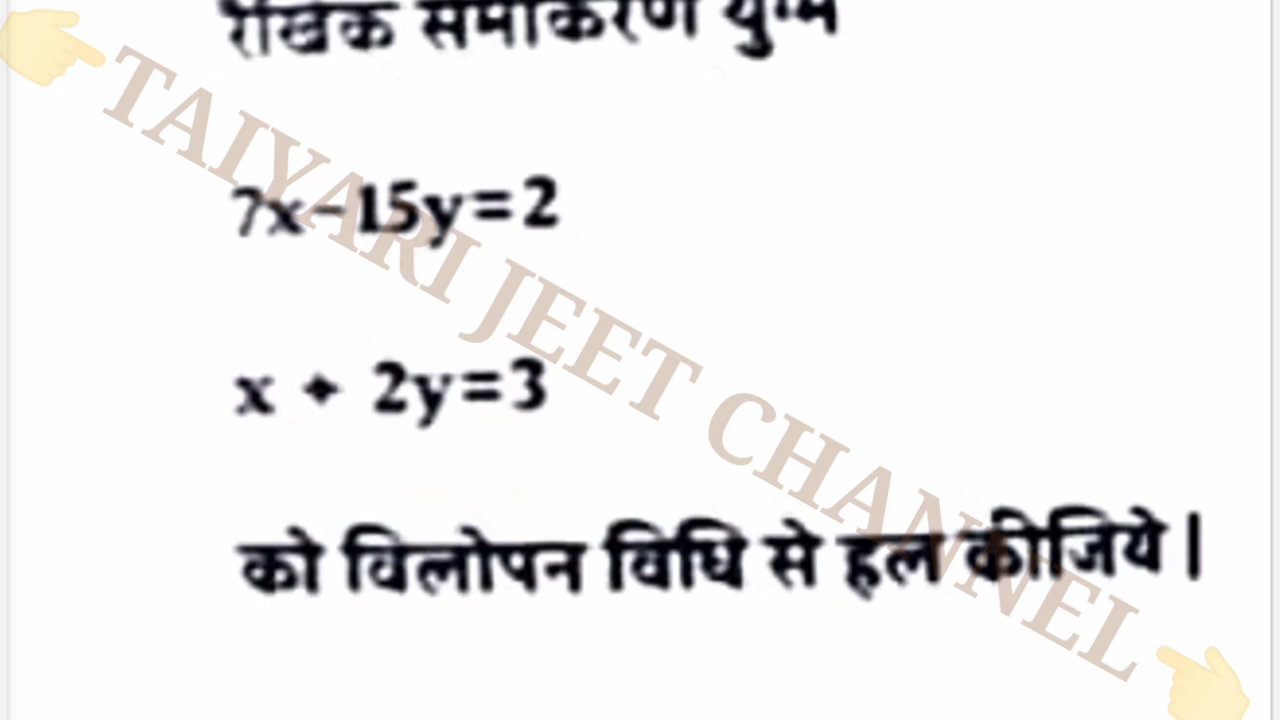 रैखिक समीकरण युग्म
7x-15y=2
x + 2y=3
को विलोपन विधि से हल कीजिये |
TAIYARI JEET CHANNEL